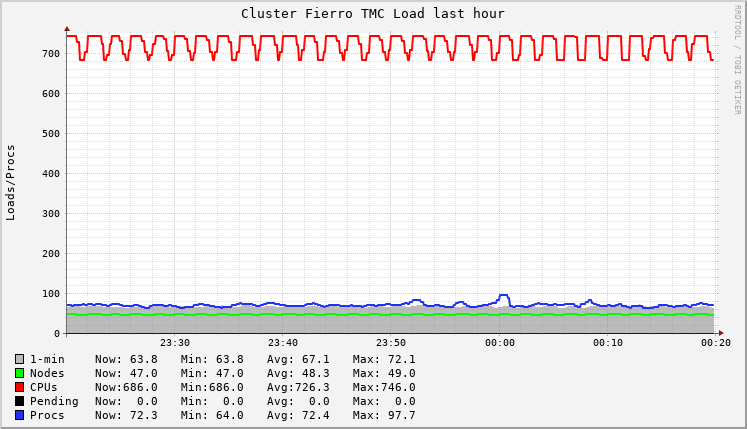 Cluster Fierro TMC Load last hour
RRDTOOL / TOBI OETIKER
Loads/Procs
700
600
500
400
300
200
100
0
23:30 23:40 23:50 00:00 00:10 00:20
1-min Now: 63.8 Min: 63.8 Avg: 67.1 Max: 72.1
Nodes Now: 47.0 Min: 47.0 Avg: 48.3 Max: 49.0
CPUs Now:686.0 Min:686.0 Avg:726.3 Max:746.0
Pending Now: 0.0 Min: 0.0 Avg: 0.0 Max: 0.0
Procs Now: 72.3 Min: 64.0 Avg: 72.4 Max: 97.7